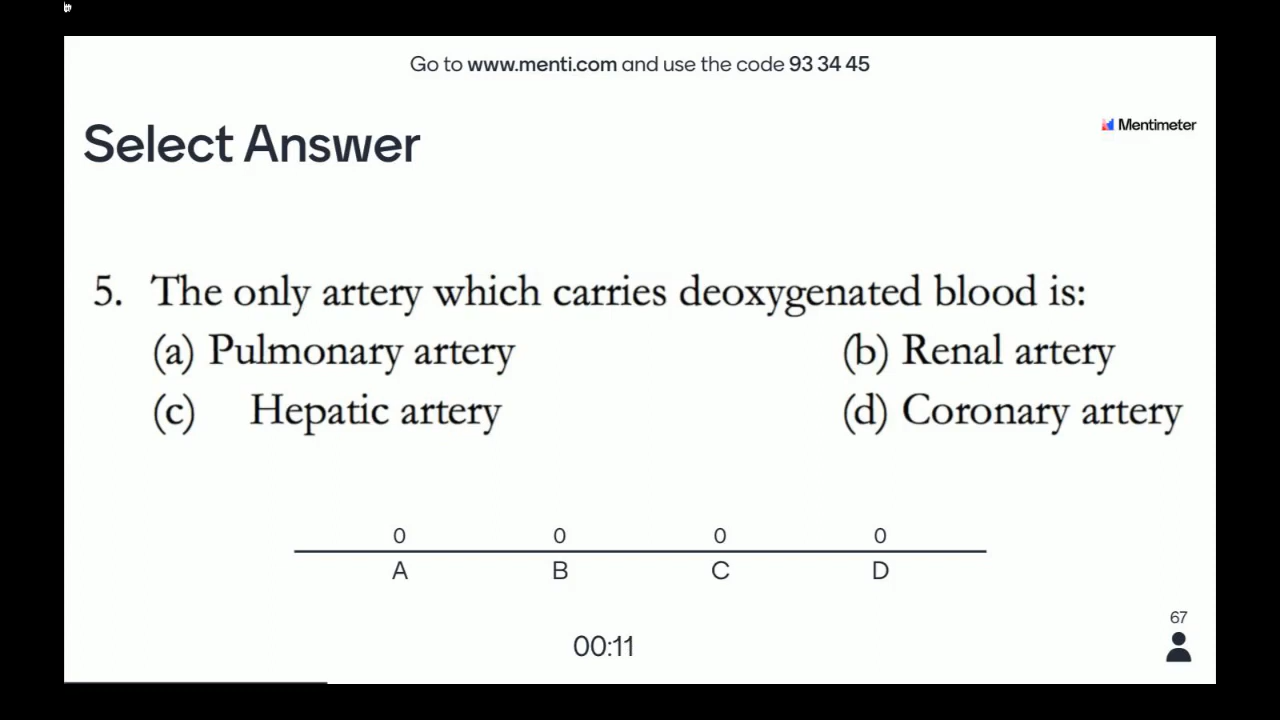 Go to www.menti.com and use the code 93 34 45
Mentimeter
Select Answer
5. The only artery which carries deoxygenated blood is:
(a) Pulmonary artery (b) Renal artery
(c) Hepatic artery (d) Coronary artery
0 0 0 0
A B C D
67
00:11